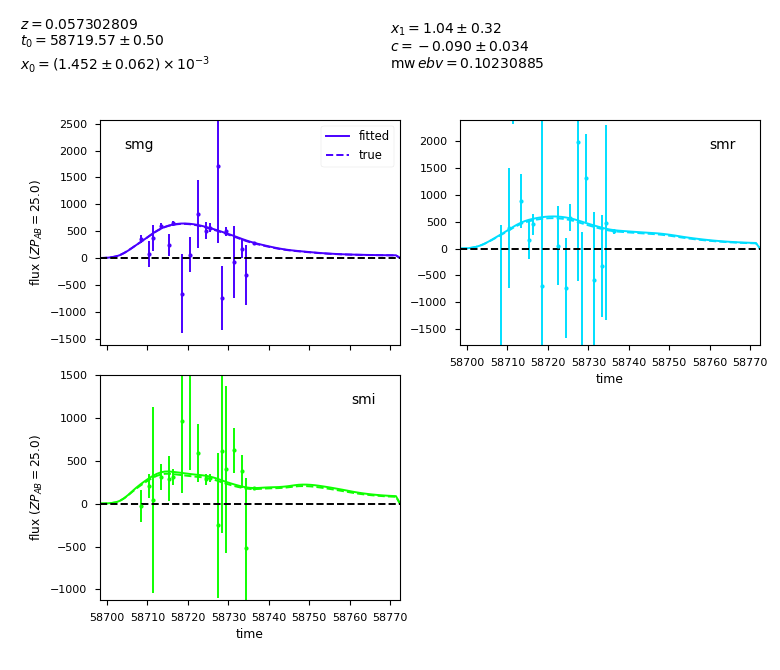 z = 0.057302809
t₀ = 58719.57 ± 0.50
x₀ = (1.452 ± 0.062) × 10⁻³
x₁ = 1.04 ± 0.32
c = −0.090 ± 0.034
mw ebv = 0.10230885
smg
fitted
true
2500
2000
1500
1000
500
0
−500
−1000
−1500
flux (ZP_AB = 25.0)
smr
2000
1500
1000
500
0
−500
−1000
−1500
58700 58710 58720 58730 58740 58750 58760 58770
time
smi
1500
1000
500
0
−500
−1000
flux (ZP_AB = 25.0)
58700 58710 58720 58730 58740 58750 58760 58770
time